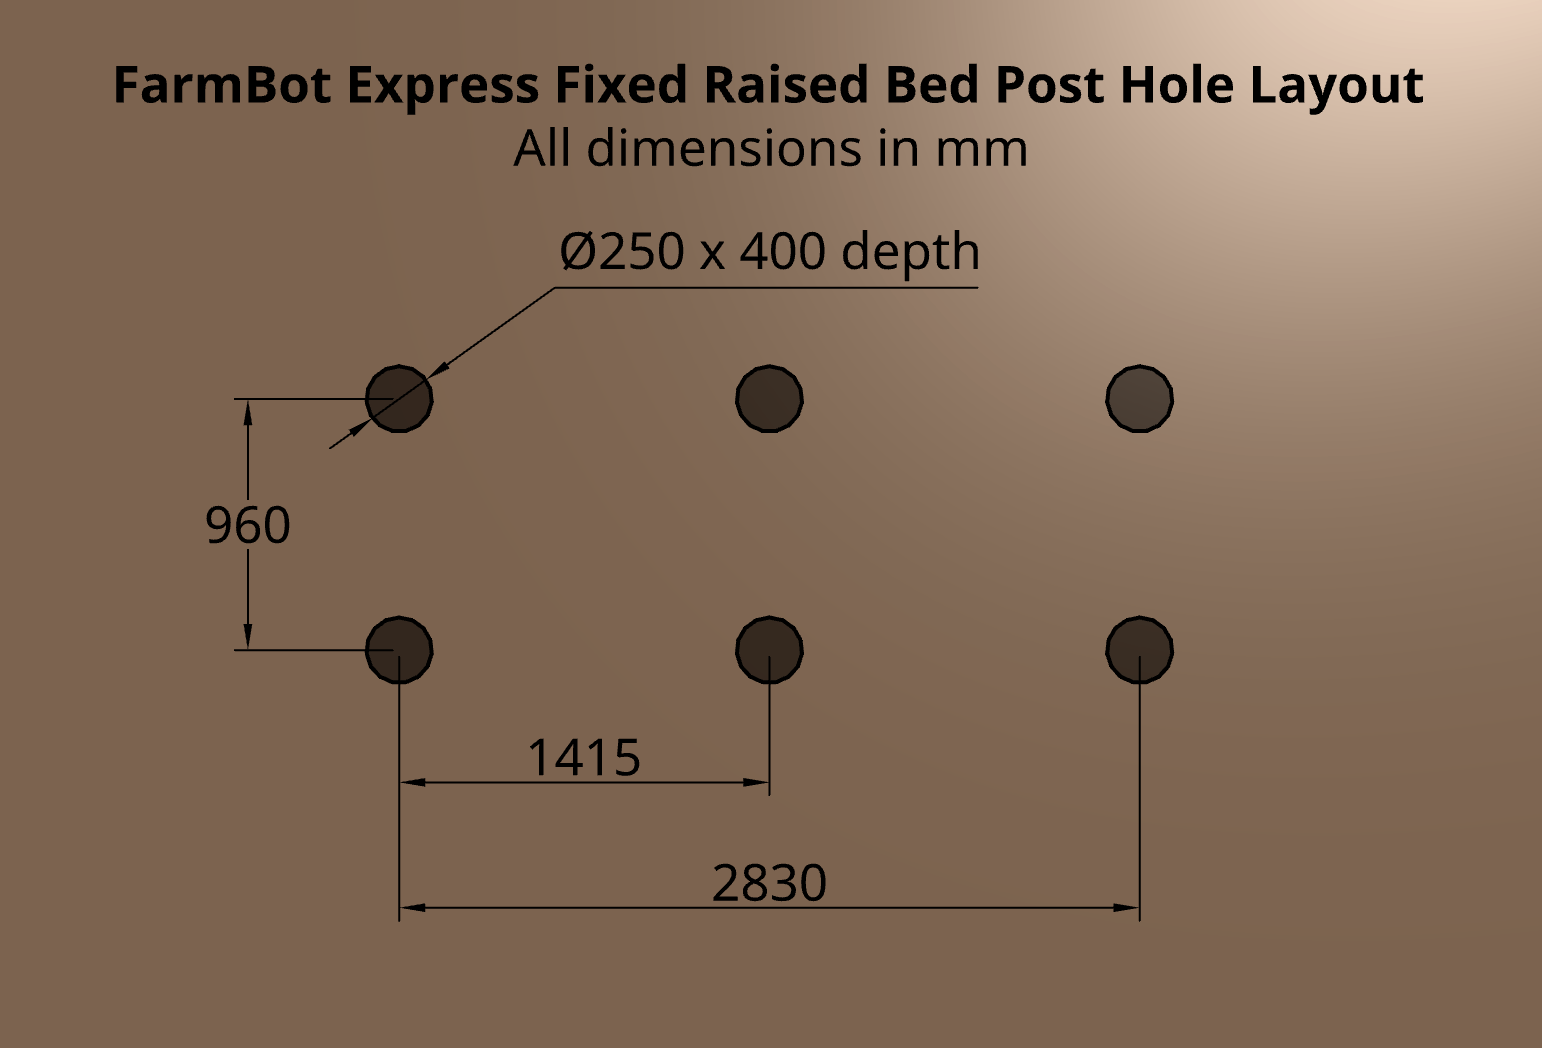 FarmBot Express Fixed Raised Bed Post Hole Layout
All dimensions in mm
Ø250 x 400 depth
960
1415
2830